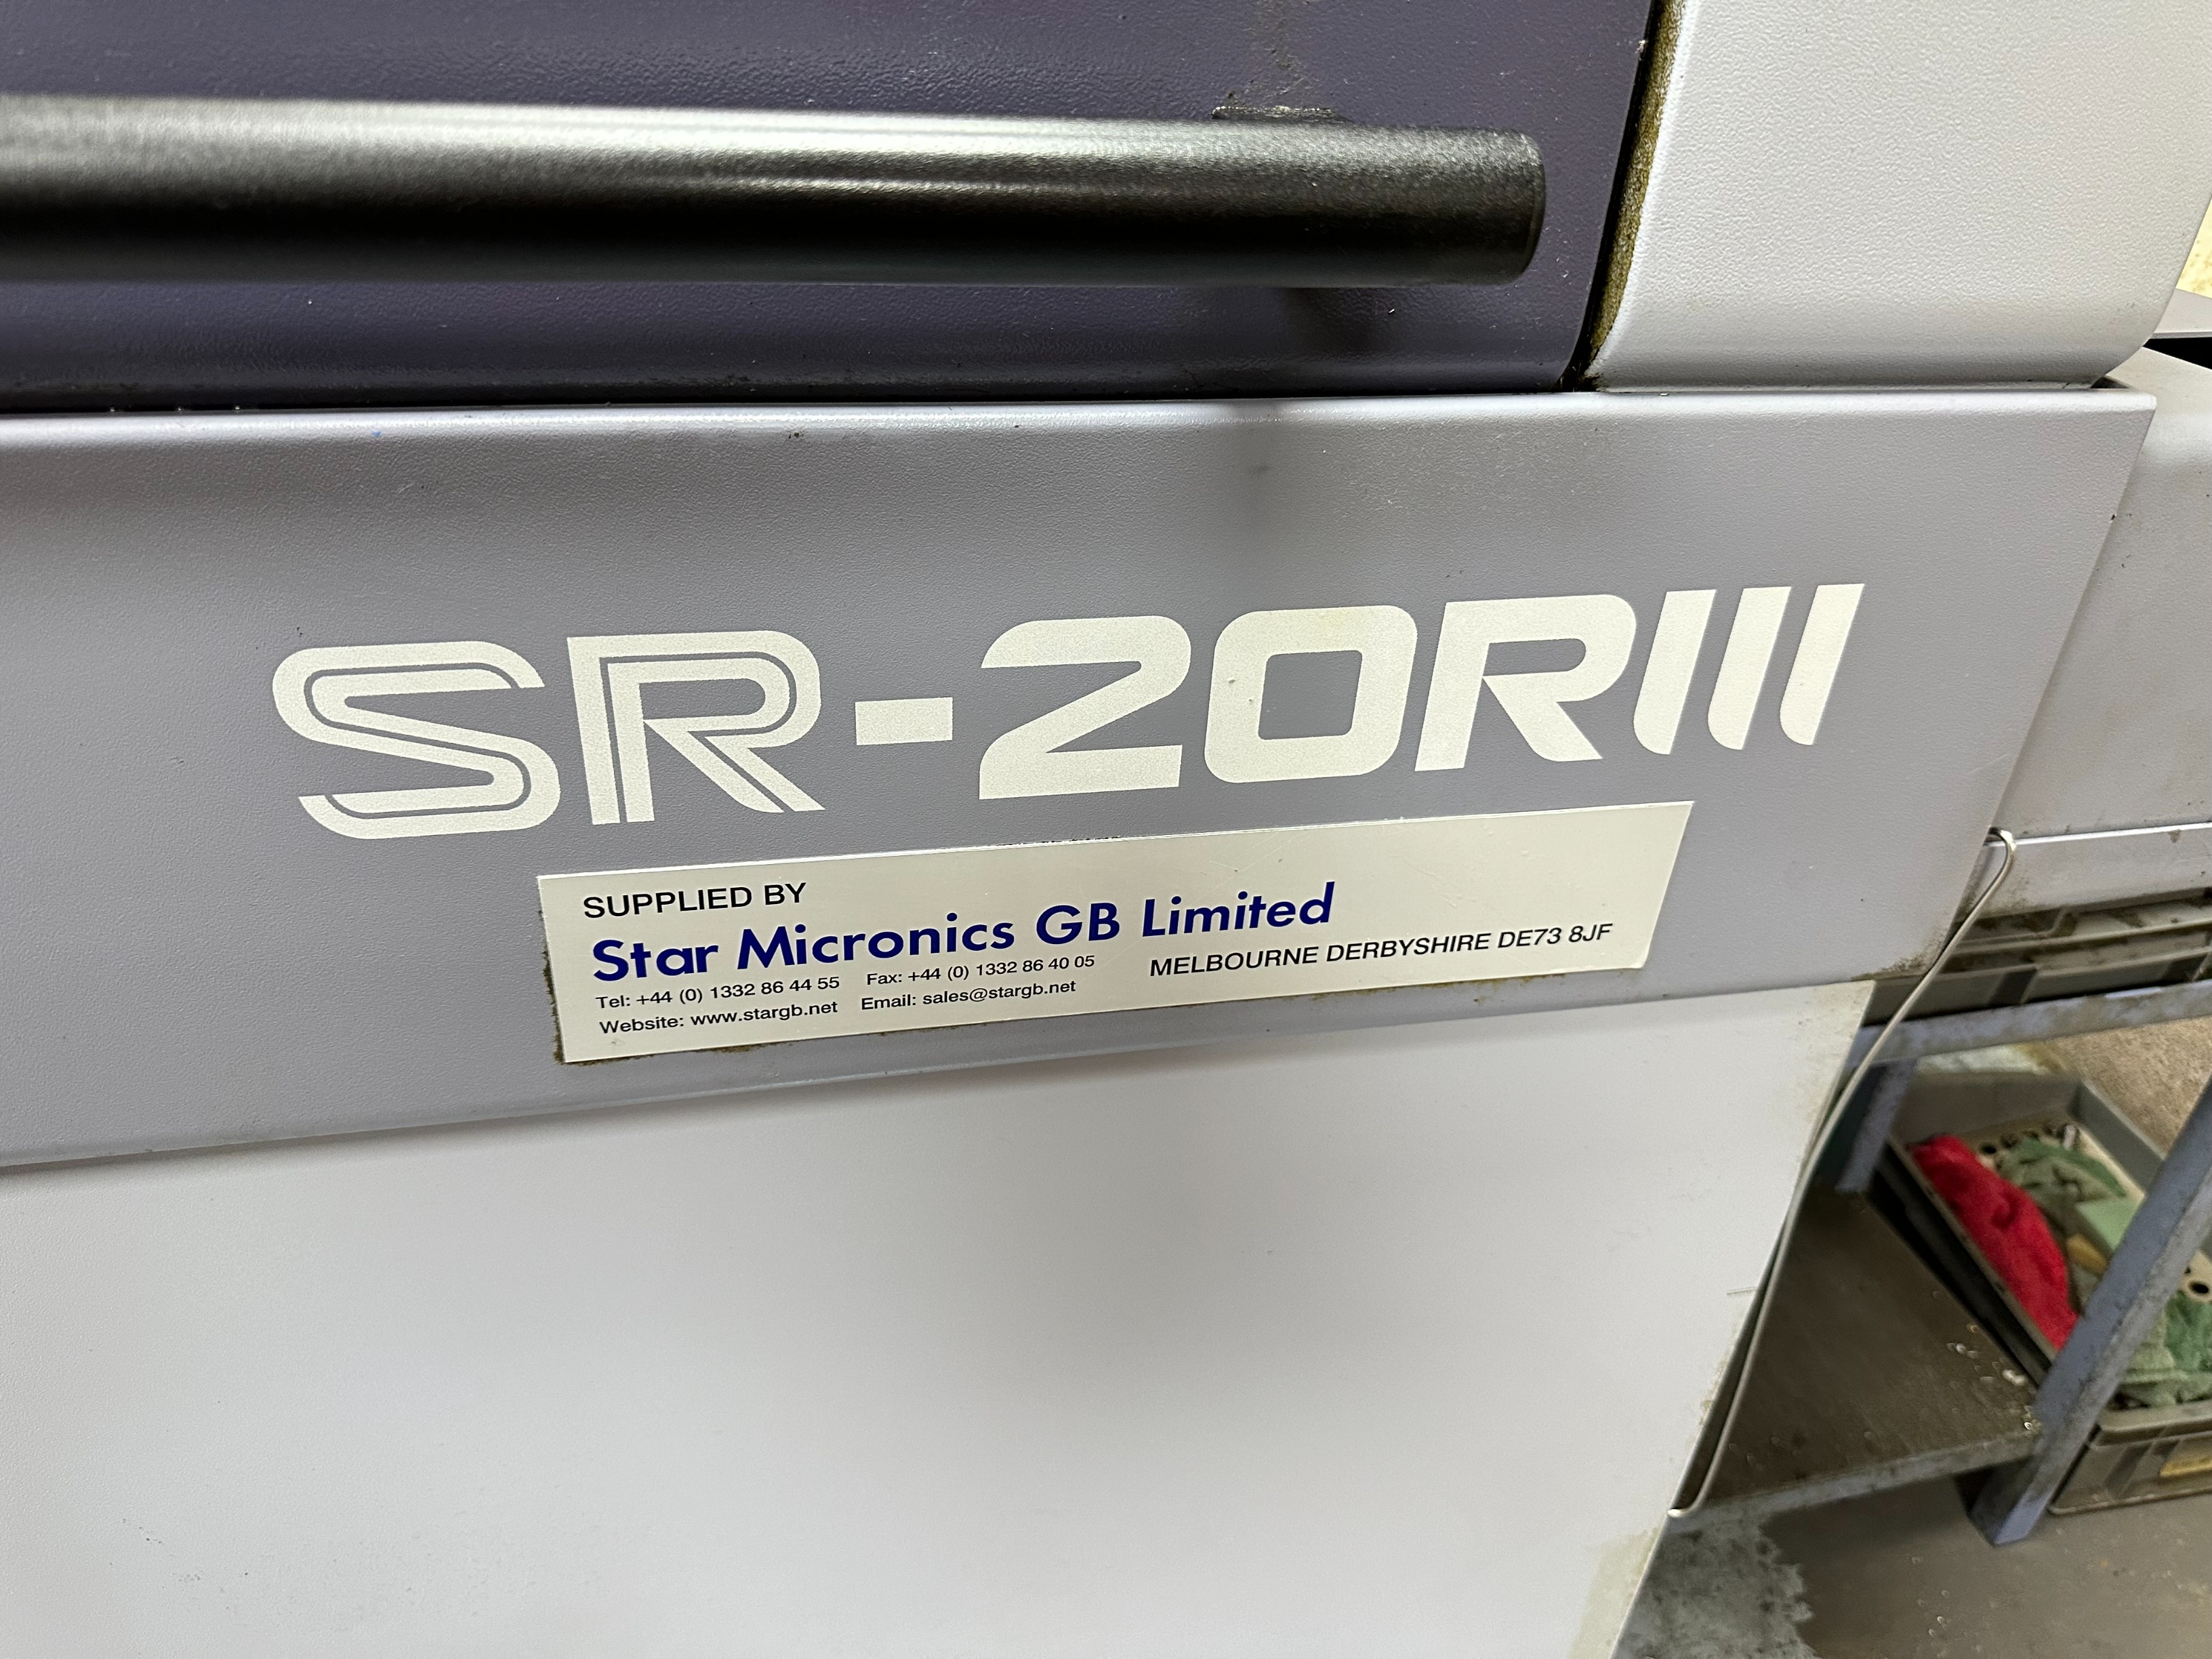 SR-20RIII
SUPPLIED BY
Star Micronics GB Limited
Tel: +44 (0) 1332 86 44 55 Fax: +44 (0) 1332 86 40 05 MELBOURNE DERBYSHIRE DE73 8JF
Website: www.stargb.net Email: sales@stargb.net